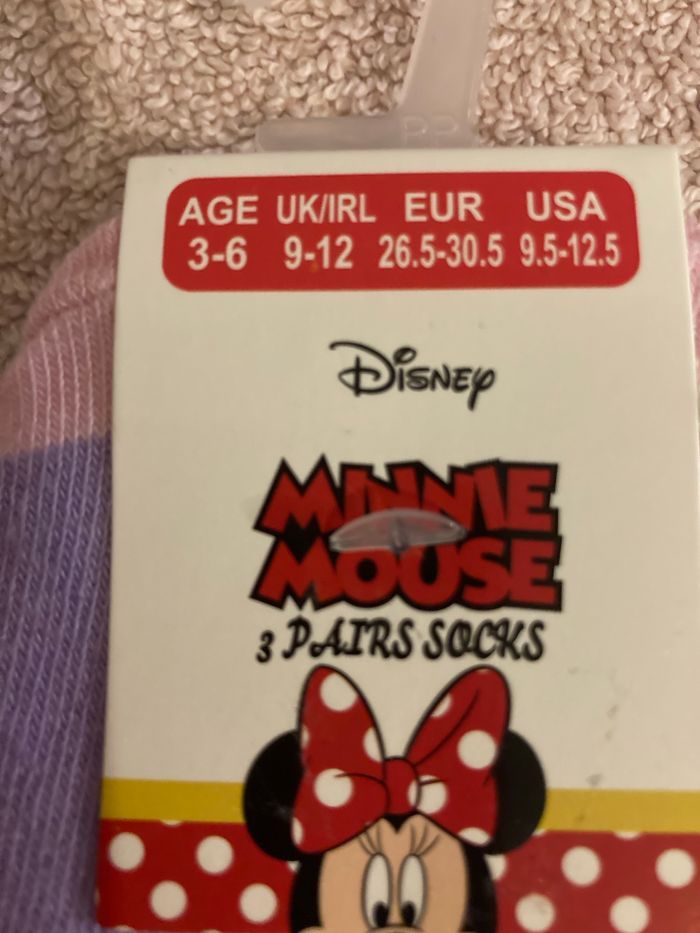 PP
AGE UK/IRL EUR USA
3-6 9-12 26.5-30.5 9.5-12.5
Disney
MINNIE
MOUSE
3 PAIRS SOCKS